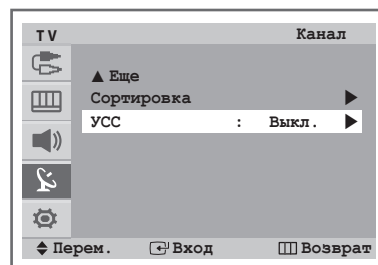 TV Канал
▲ Еще
Сортировка ▶
УСС : Выкл. ▶
Перем. Вход Возврат